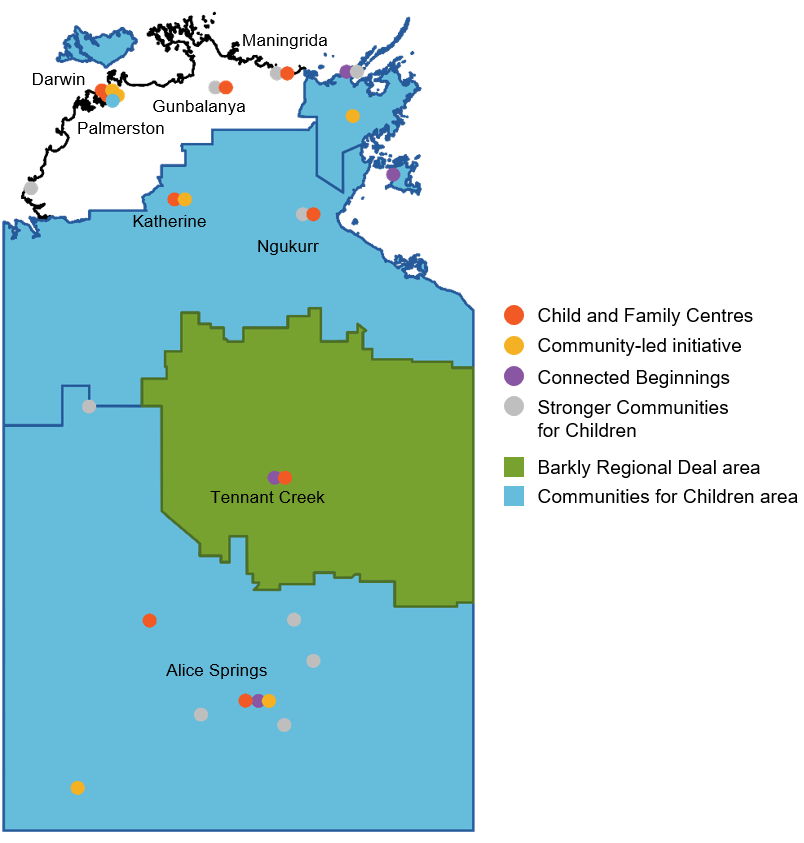 Maningrida
Darwin
Gunbalanya
Palmerston
Katherine
Ngukurr
Tennant Creek
Alice Springs
Child and Family Centres
Community-led initiative
Connected Beginnings
Stronger Communities
for Children
Barkly Regional Deal area
Communities for Children area